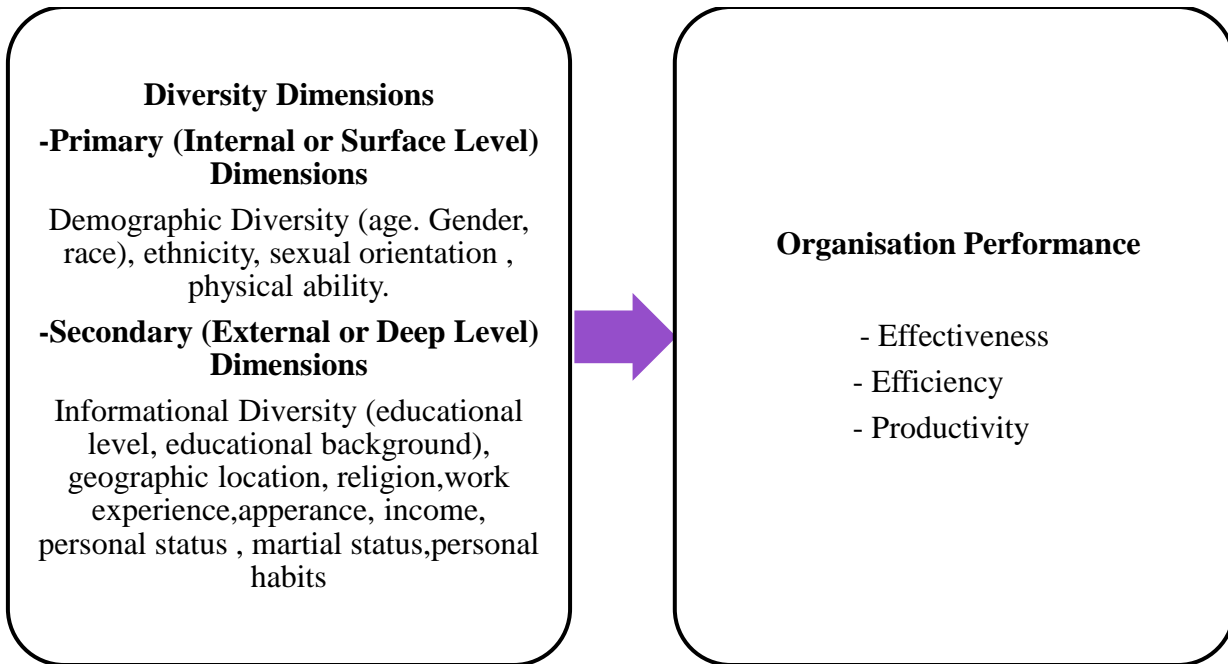 Diversity Dimensions
-Primary (Internal or Surface Level)
Dimensions
Demographic Diversity (age. Gender,
race), ethnicity, sexual orientation ,
physical ability.
-Secondary (External or Deep Level)
Dimensions
Informational Diversity (educational
level, educational background),
geographic location, religion,work
experience,apperance, income,
personal status , martial status,personal
habits
Organisation Performance
- Effectiveness
- Efficiency
- Productivity